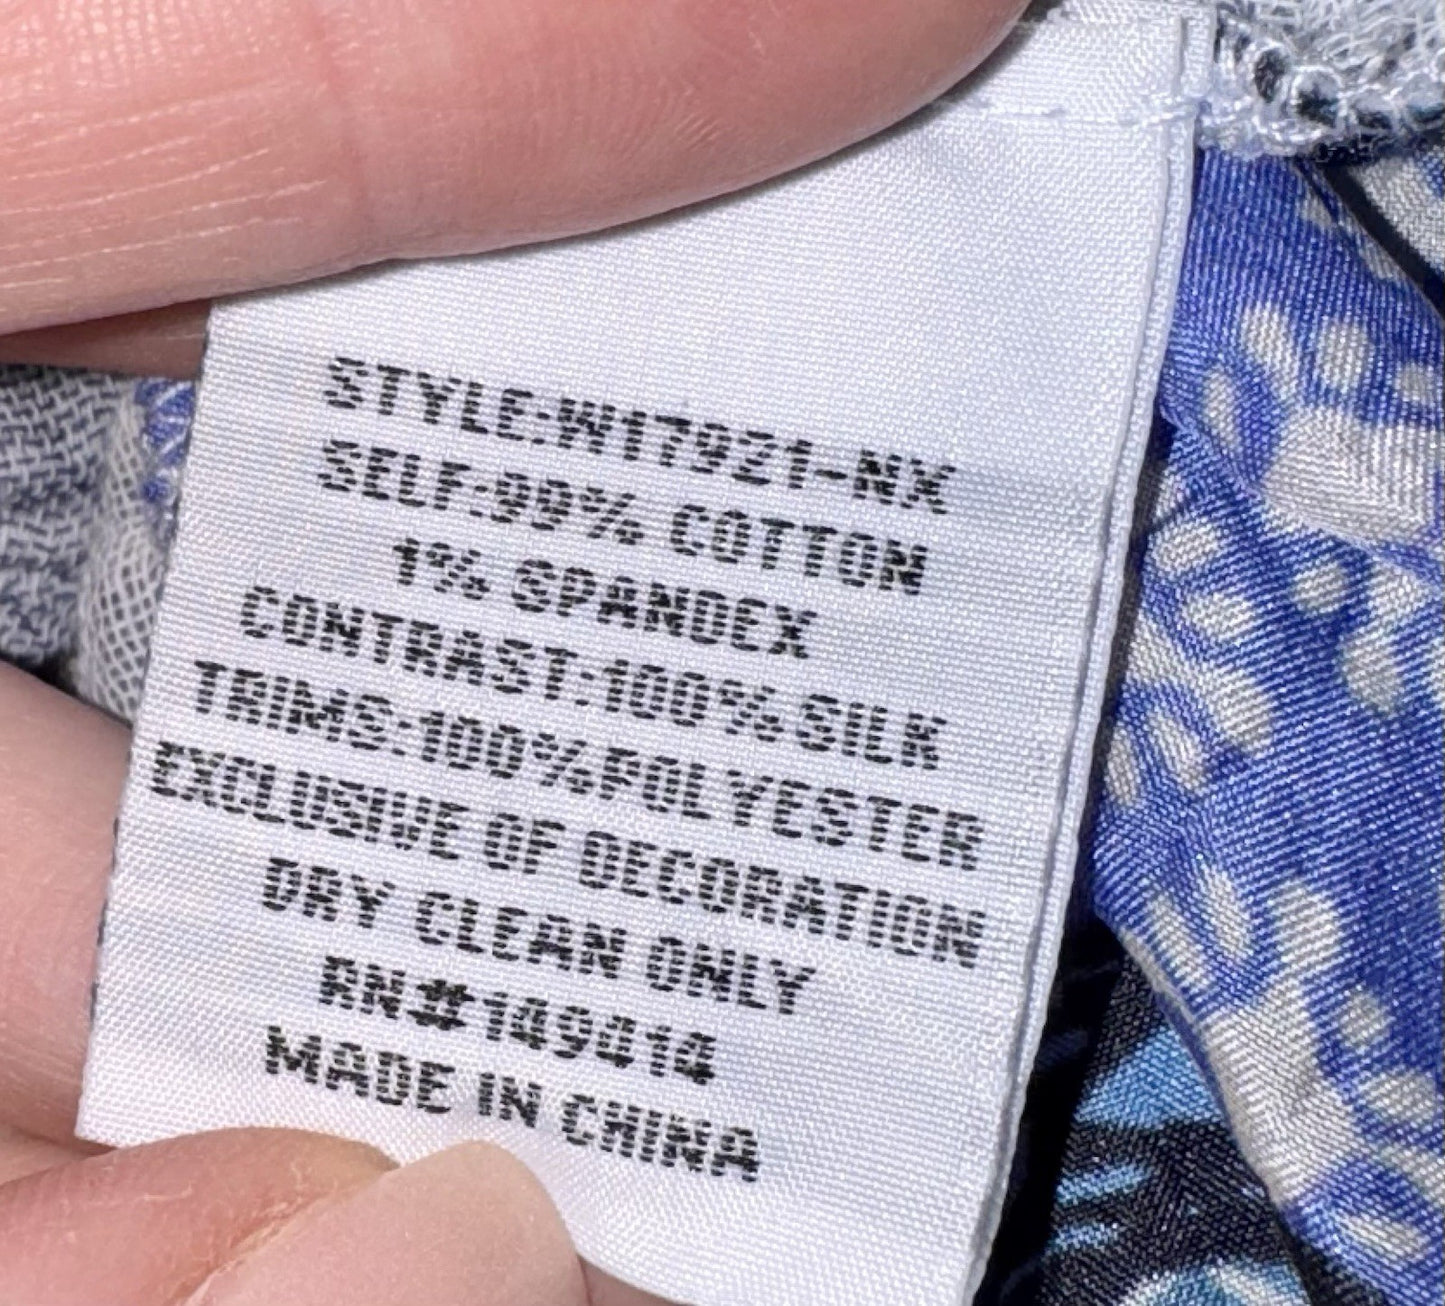 STYLE:W17921-NX
SELF:99% COTTON
1% SPANDEX
CONTRAST:100%SILK
TRIMS:100%POLYESTER
EXCLUSIVE OF DECORATION
DRY CLEAN ONLY
RN#149414
MADE IN CHINA